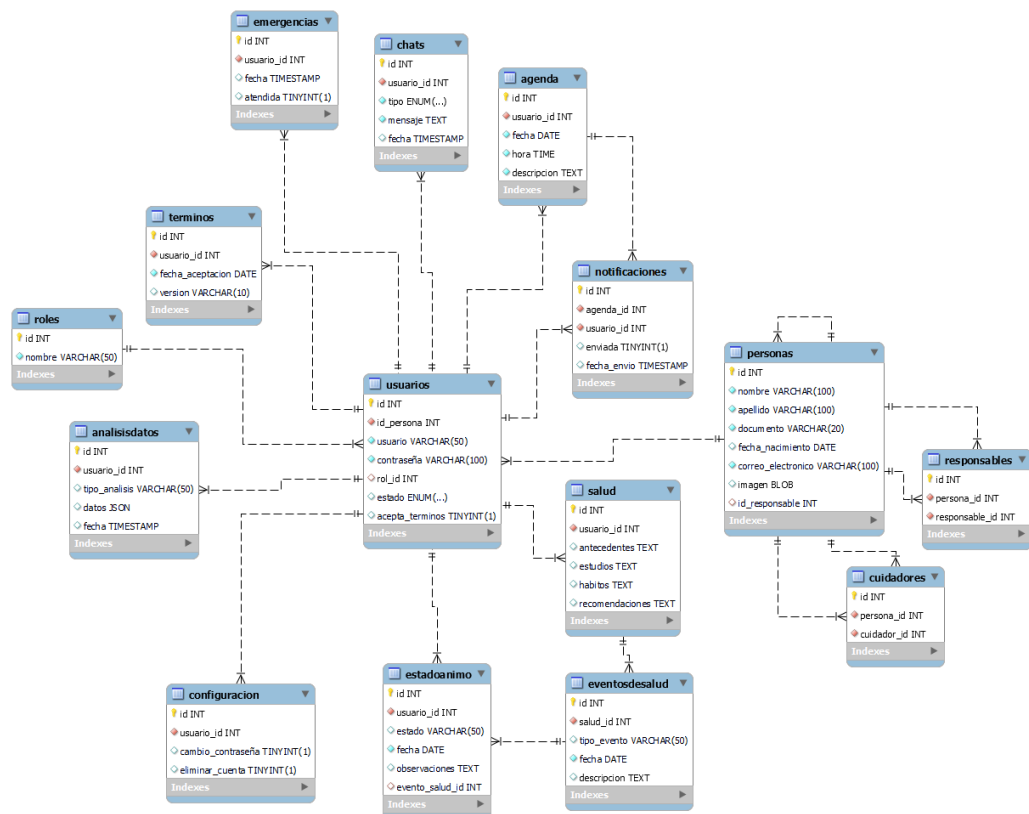 emergencias
id INT
usuario_id INT
fecha TIMESTAMP
atendida TINYINT(1)
Indexes
chats
id INT
usuario_id INT
tipo ENUM(...)
mensaje TEXT
fecha TIMESTAMP
Indexes
agenda
id INT
usuario_id INT
fecha DATE
hora TIME
descripcion TEXT
Indexes
terminos
id INT
usuario_id INT
fecha_aceptacion DATE
version VARCHAR(10)
Indexes
notificaciones
id INT
agenda_id INT
usuario_id INT
enviada TINYINT(1)
fecha_envio TIMESTAMP
Indexes
roles
id INT
nombre VARCHAR(50)
Indexes
personas
id INT
nombre VARCHAR(100)
apellido VARCHAR(100)
documento VARCHAR(20)
fecha_nacimiento DATE
correo_electronico VARCHAR(100)
imagen BLOB
id_responsable INT
Indexes
usuarios
id INT
id_persona INT
usuario VARCHAR(50)
contraseña VARCHAR(100)
rol_id INT
estado ENUM(...)
acepta_terminos TINYINT(1)
Indexes
analisisdatos
id INT
usuario_id INT
tipo_analisis VARCHAR(50)
datos JSON
fecha TIMESTAMP
Indexes
responsables
id INT
persona_id INT
responsable_id INT
Indexes
salud
id INT
usuario_id INT
antecedentes TEXT
estudios TEXT
habitos TEXT
recomendaciones TEXT
Indexes
cuidadores
id INT
persona_id INT
cuidador_id INT
Indexes
configuracion
id INT
usuario_id INT
cambio_contraseña TINYINT(1)
eliminar_cuenta TINYINT(1)
Indexes
estadoanimo
id INT
usuario_id INT
estado VARCHAR(50)
fecha DATE
observaciones TEXT
evento_salud_id INT
Indexes
eventosdesalud
id INT
salud_id INT
tipo_evento VARCHAR(50)
fecha DATE
descripcion TEXT
Indexes